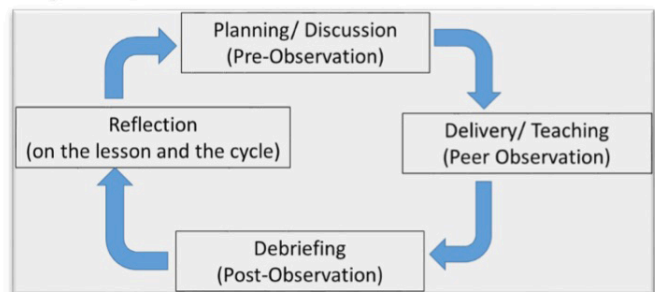 Planning/ Discussion
(Pre-Observation)
Reflection
(on the lesson and the cycle)
Delivery/ Teaching
(Peer Observation)
Debriefing
(Post-Observation)